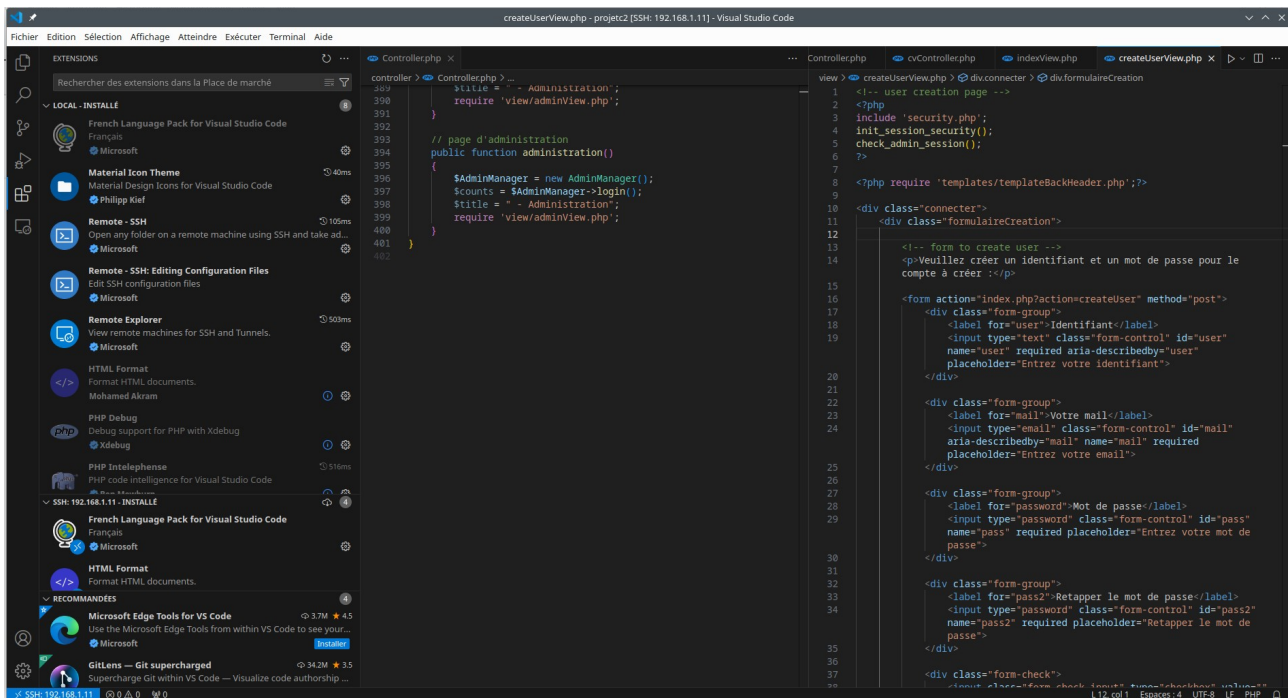 createUserView.php - projetc2 [SSH: 192.168.1.11] - Visual Studio Code
Fichier Edition Sélection Affichage Atteindre Exécuter Terminal Aide
EXTENSIONS
Rechercher des extensions dans la Place de marché
LOCAL - INSTALLÉ 8
French Language Pack for Visual Studio Code
Français
Microsoft
Material Icon Theme 40ms
Material Design Icons for Visual Studio Code
Philipp Kief
Remote - SSH 105ms
Open any folder on a remote machine using SSH and take ad...
Microsoft
Remote - SSH: Editing Configuration Files
Edit SSH configuration files
Microsoft
Remote Explorer 503ms
View remote machines for SSH and Tunnels.
Microsoft
HTML Format
Format HTML documents.
Mohamed Akram
PHP Debug
Debug support for PHP with Xdebug
Xdebug
PHP Intelephense 516ms
PHP code intelligence for Visual Studio Code
SSH: 192.168.1.11 - INSTALLÉ 4
French Language Pack for Visual Studio Code
Français
Microsoft
HTML Format
Format HTML documents.
RECOMMANDÉES 4
Microsoft Edge Tools for VS Code 3.7M ★ 4.5
Use the Microsoft Edge Tools from within VS Code to see your...
Microsoft Installer
GitLens — Git supercharged 34.2M ★ 3.5
Supercharge Git within VS Code — Visualize code authorship ...
Controller.php
controller > Controller.php > ...
389 $title = " - Administration";
390 require 'view/adminView.php';
391 }
392
393 // page d'administration
394 public function administration()
395 {
396 $AdminManager = new AdminManager();
397 $counts = $AdminManager->login();
398 $title = " - Administration";
399 require 'view/adminView.php';
400 }
401 }
402
Controller.php cvController.php indexView.php createUserView.php
view > createUserView.php > div.connecter > div.formulaireCreation
1 <!-- user creation page -->
2 <?php
3 include 'security.php';
4 init_session_security();
5 check_admin_session();
6 ?>
7
8 <?php require 'templates/templateBackHeader.php';?>
9
10 <div class="connecter">
11 <div class="formulaireCreation">
12
13 <!-- form to create user -->
14 <p>Veuillez créer un identifiant et un mot de passe pour le
compte à créer :</p>
15
16 <form action="index.php?action=createUser" method="post">
17 <div class="form-group">
18 <label for="user">Identifiant</label>
19 <input type="text" class="form-control" id="user"
name="user" required aria-describedby="user"
placeholder="Entrez votre identifiant">
20 </div>
21
22 <div class="form-group">
23 <label for="mail">Votre mail</label>
24 <input type="email" class="form-control" id="mail"
aria-describedby="mail" name="mail" required
placeholder="Entrez votre email">
25 </div>
26
27 <div class="form-group">
28 <label for="password">Mot de passe</label>
29 <input type="password" class="form-control" id="pass"
name="pass" required placeholder="Entrez votre mot de
passe">
30 </div>
31
32 <div class="form-group">
33 <label for="pass2">Retapper le mot de passe</label>
34 <input type="password" class="form-control" id="pass2"
name="pass2" required placeholder="Retapper le mot de
passe">
35 </div>
36
37 <div class="form-check">
38 <input class="form-check-input" type="checkbox" value=""
SSH: 192.168.1.11 0 0 0 0 L 12, col 1 Espaces : 4 UTF-8 LF PHP